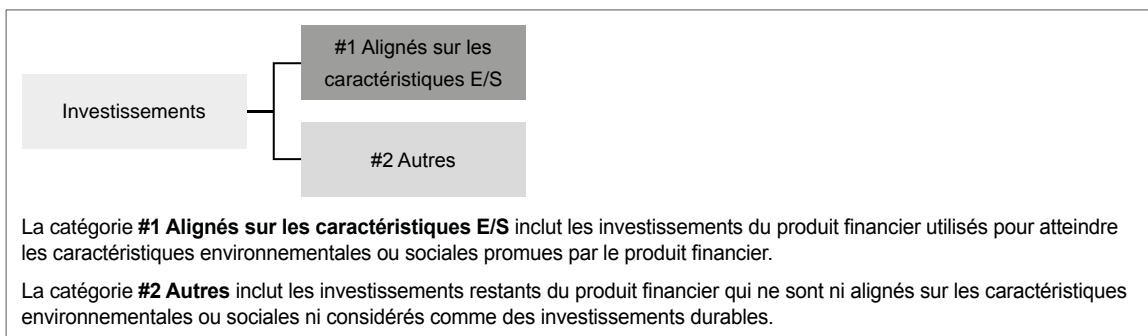 #1 Alignés sur les
caractéristiques E/S
Investissements
#2 Autres
La catégorie #1 Alignés sur les caractéristiques E/S inclut les investissements du produit financier utilisés pour atteindre
les caractéristiques environnementales ou sociales promues par le produit financier.
La catégorie #2 Autres inclut les investissements restants du produit financier qui ne sont ni alignés sur les caractéristiques
environnementales ou sociales ni considérés comme des investissements durables.